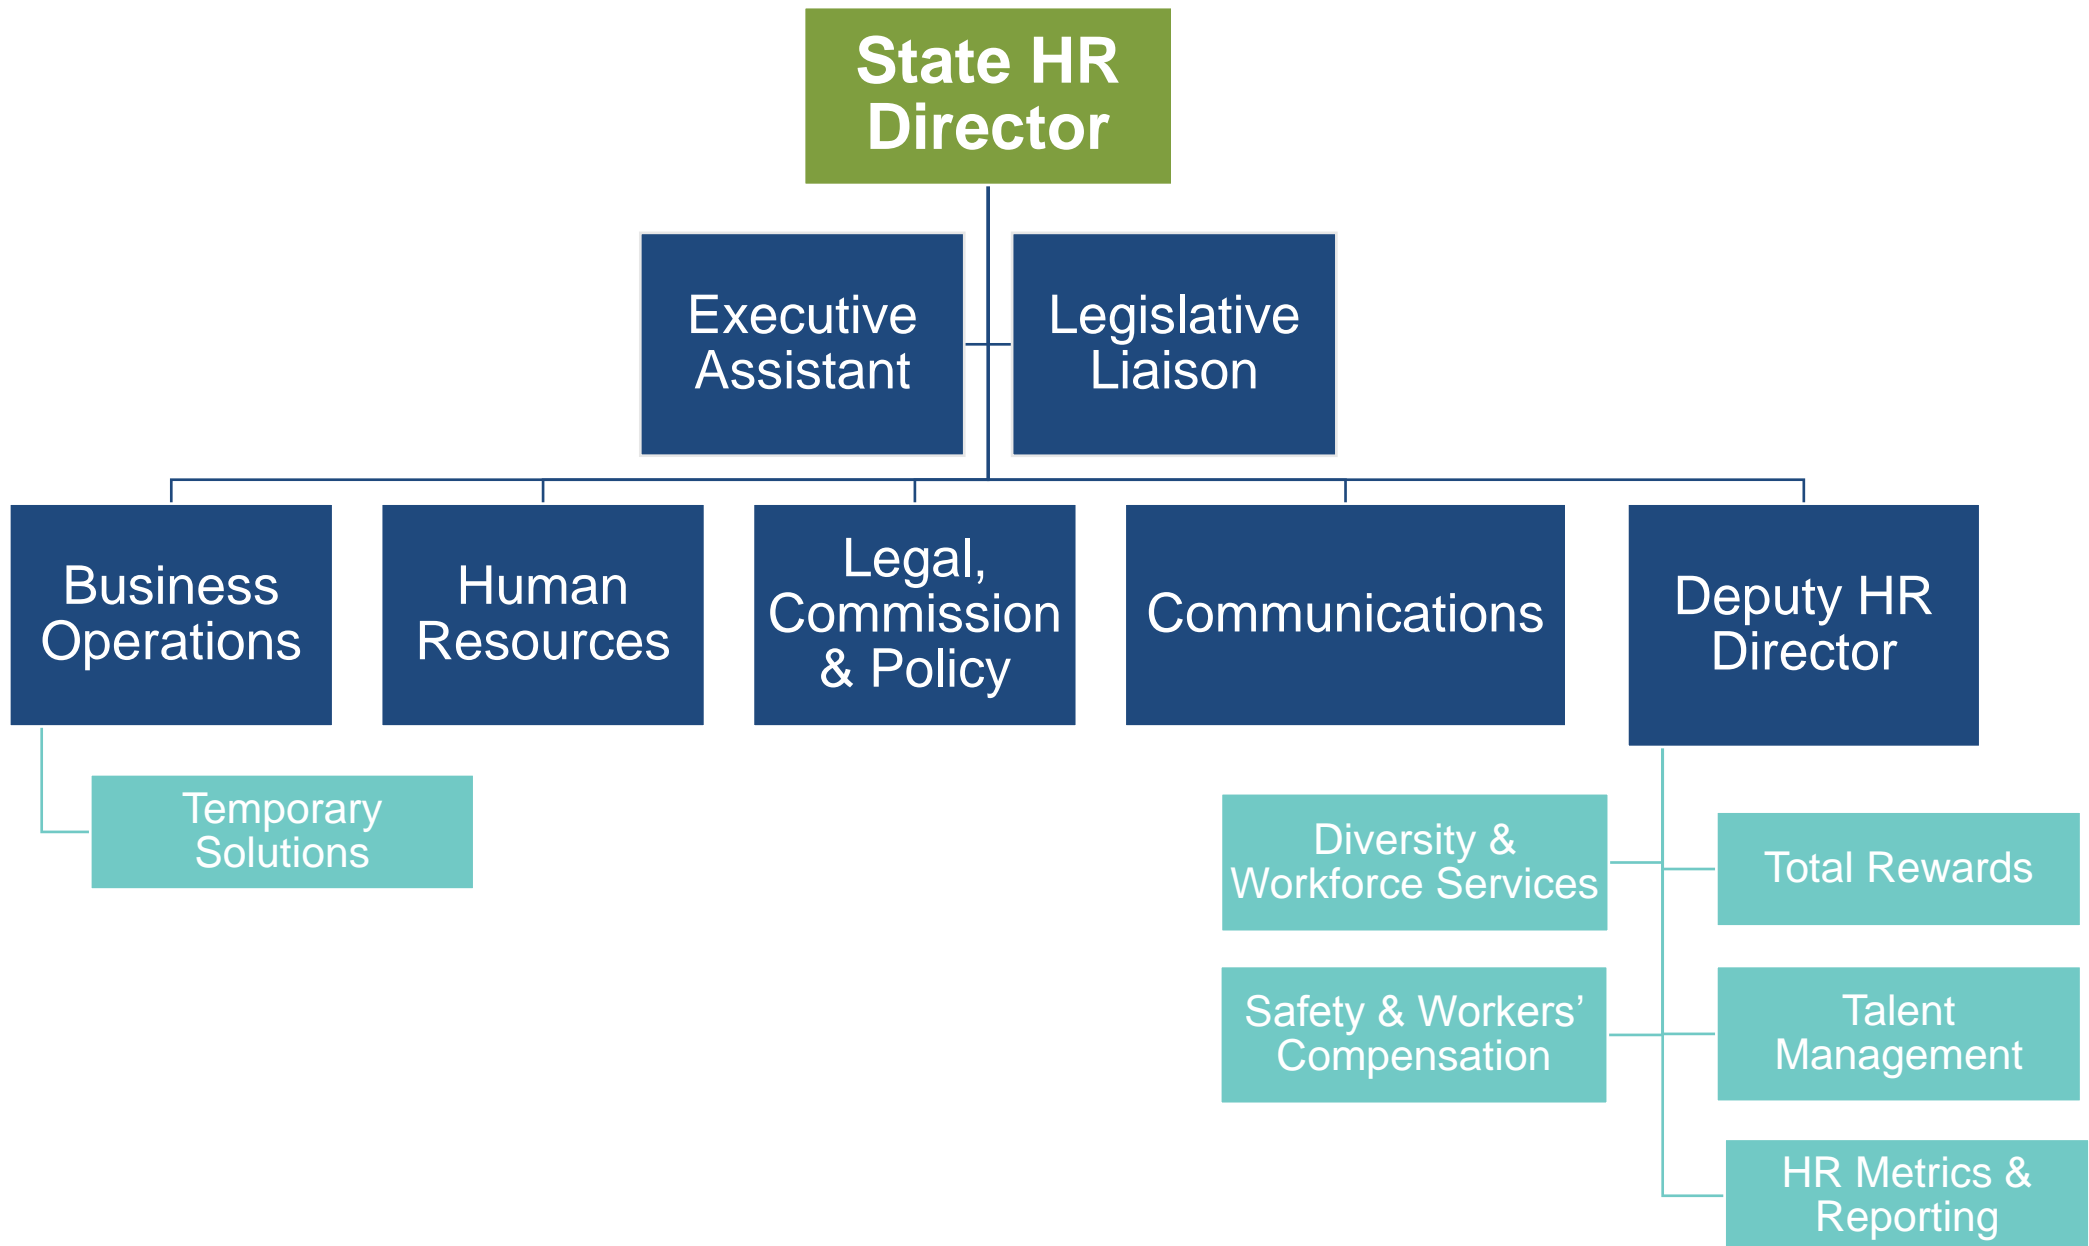 State HR
Director
Executive
Assistant
Legislative
Liaison
Business
Operations
Human
Resources
Legal,
Commission
& Policy
Communications
Deputy HR
Director
Temporary
Solutions
Diversity &
Workforce Services
Total Rewards
Safety & Workers’
Compensation
Talent
Management
HR Metrics &
Reporting